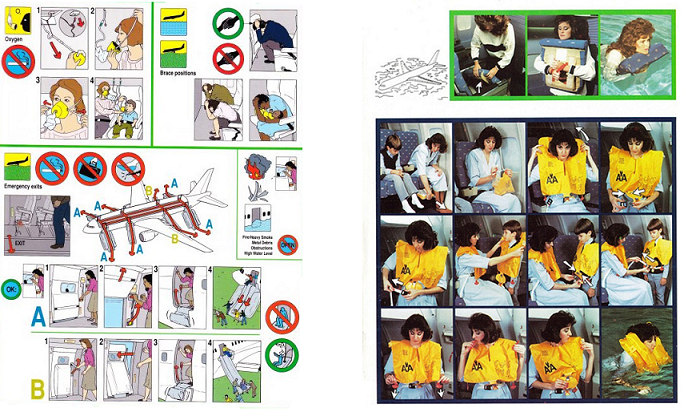 Oxygen
1
2
3
4
Brace positions
Emergency exits
EXIT
A
A
A
A
A
A
B
B
Fire/Heavy Smoke
Metal Debris
Obstructions
High Water Level
OPEN
OK
1
2
3
4
A
1
2
3
4
B
AA
AA
AA
AA